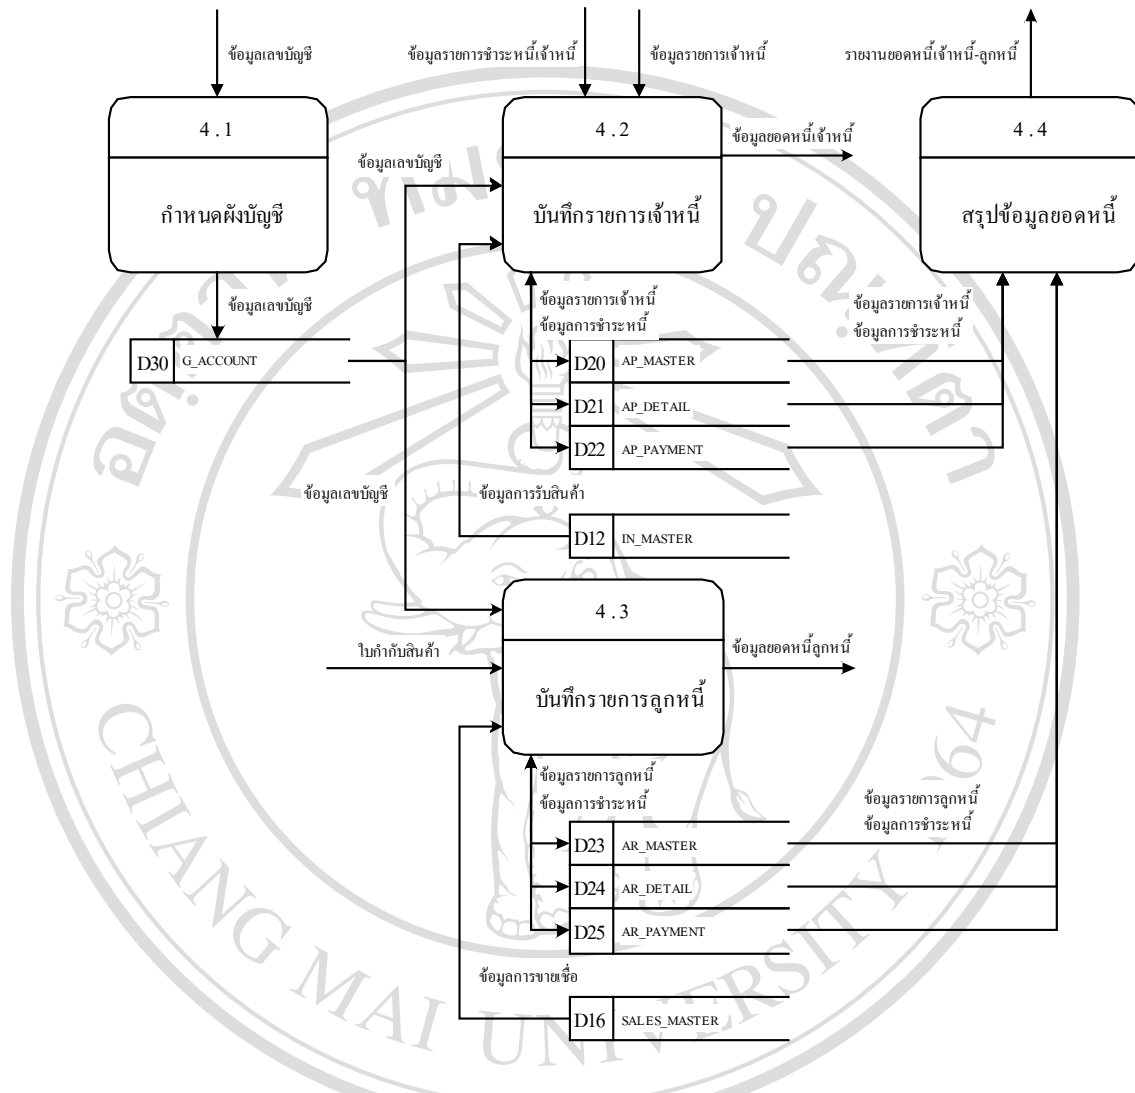 ข้อมูลเลขบัญชี
ข้อมูลรายการชำระหนี้เจ้าหนี้
ข้อมูลรายการเจ้าหนี้
รายงานยอดหนี้เจ้าหนี้-ลูกหนี้
4.1
กำหนดผังบัญชี
4.2
บันทึกรายการเจ้าหนี้
4.4
สรุปข้อมูลยอดหนี้
ข้อมูลยอดหนี้เจ้าหนี้
ข้อมูลเลขบัญชี
ข้อมูลเลขบัญชี
ข้อมูลรายการเจ้าหนี้
ข้อมูลการชำระหนี้
ข้อมูลรายการเจ้าหนี้
ข้อมูลการชำระหนี้
D30 G_ACCOUNT
D20 AP_MASTER
D21 AP_DETAIL
D22 AP_PAYMENT
ข้อมูลเลขบัญชี
ข้อมูลการรับสินค้า
D12 IN_MASTER
4.3
บันทึกรายการลูกหนี้
ใบกำกับสินค้า
ข้อมูลยอดหนี้ลูกหนี้
ข้อมูลรายการลูกหนี้
ข้อมูลการชำระหนี้
ข้อมูลรายการลูกหนี้
ข้อมูลการชำระหนี้
D23 AR_MASTER
D24 AR_DETAIL
D25 AR_PAYMENT
ข้อมูลการขายเชื่อ
D16 SALES_MASTER
CHIANG MAI UNIVERSITY